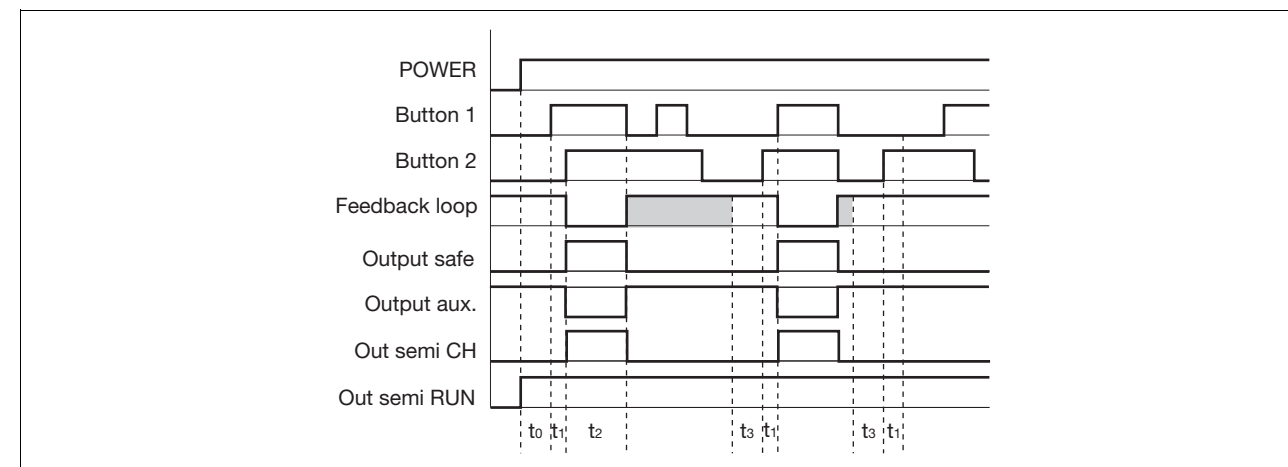 POWER
Button 1
Button 2
Feedback loop
Output safe
Output aux.
Out semi CH
Out semi RUN
t0 t1 t2 t3 t1 t3 t1